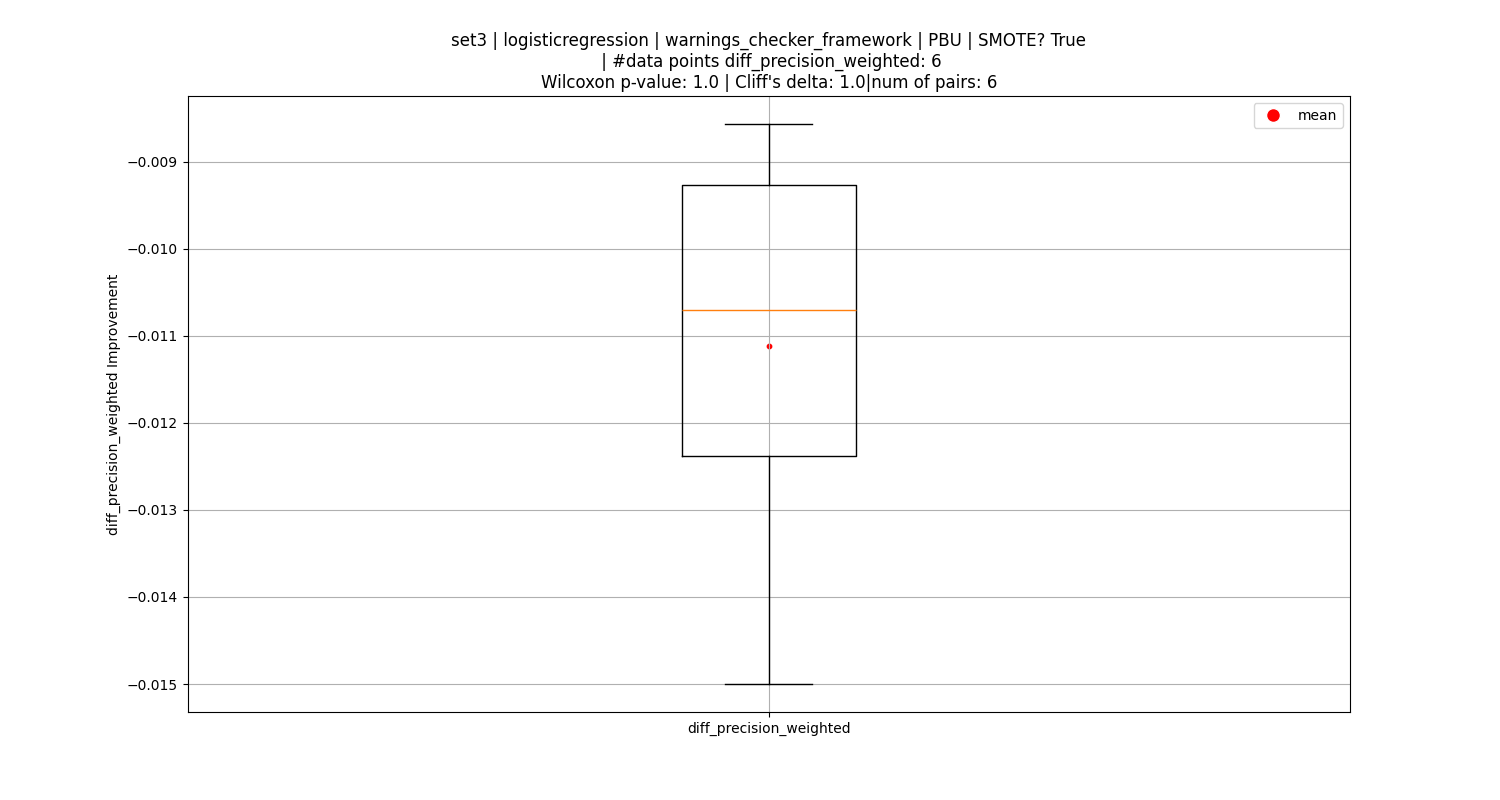 set3 | logisticregression | warnings_checker_framework | PBU | SMOTE? True
| #data points diff_precision_weighted: 6
Wilcoxon p-value: 1.0 | Cliff's delta: 1.0|num of pairs: 6
mean
−0.009
−0.010
−0.011
−0.012
−0.013
−0.014
−0.015
diff_precision_weighted Improvement
diff_precision_weighted